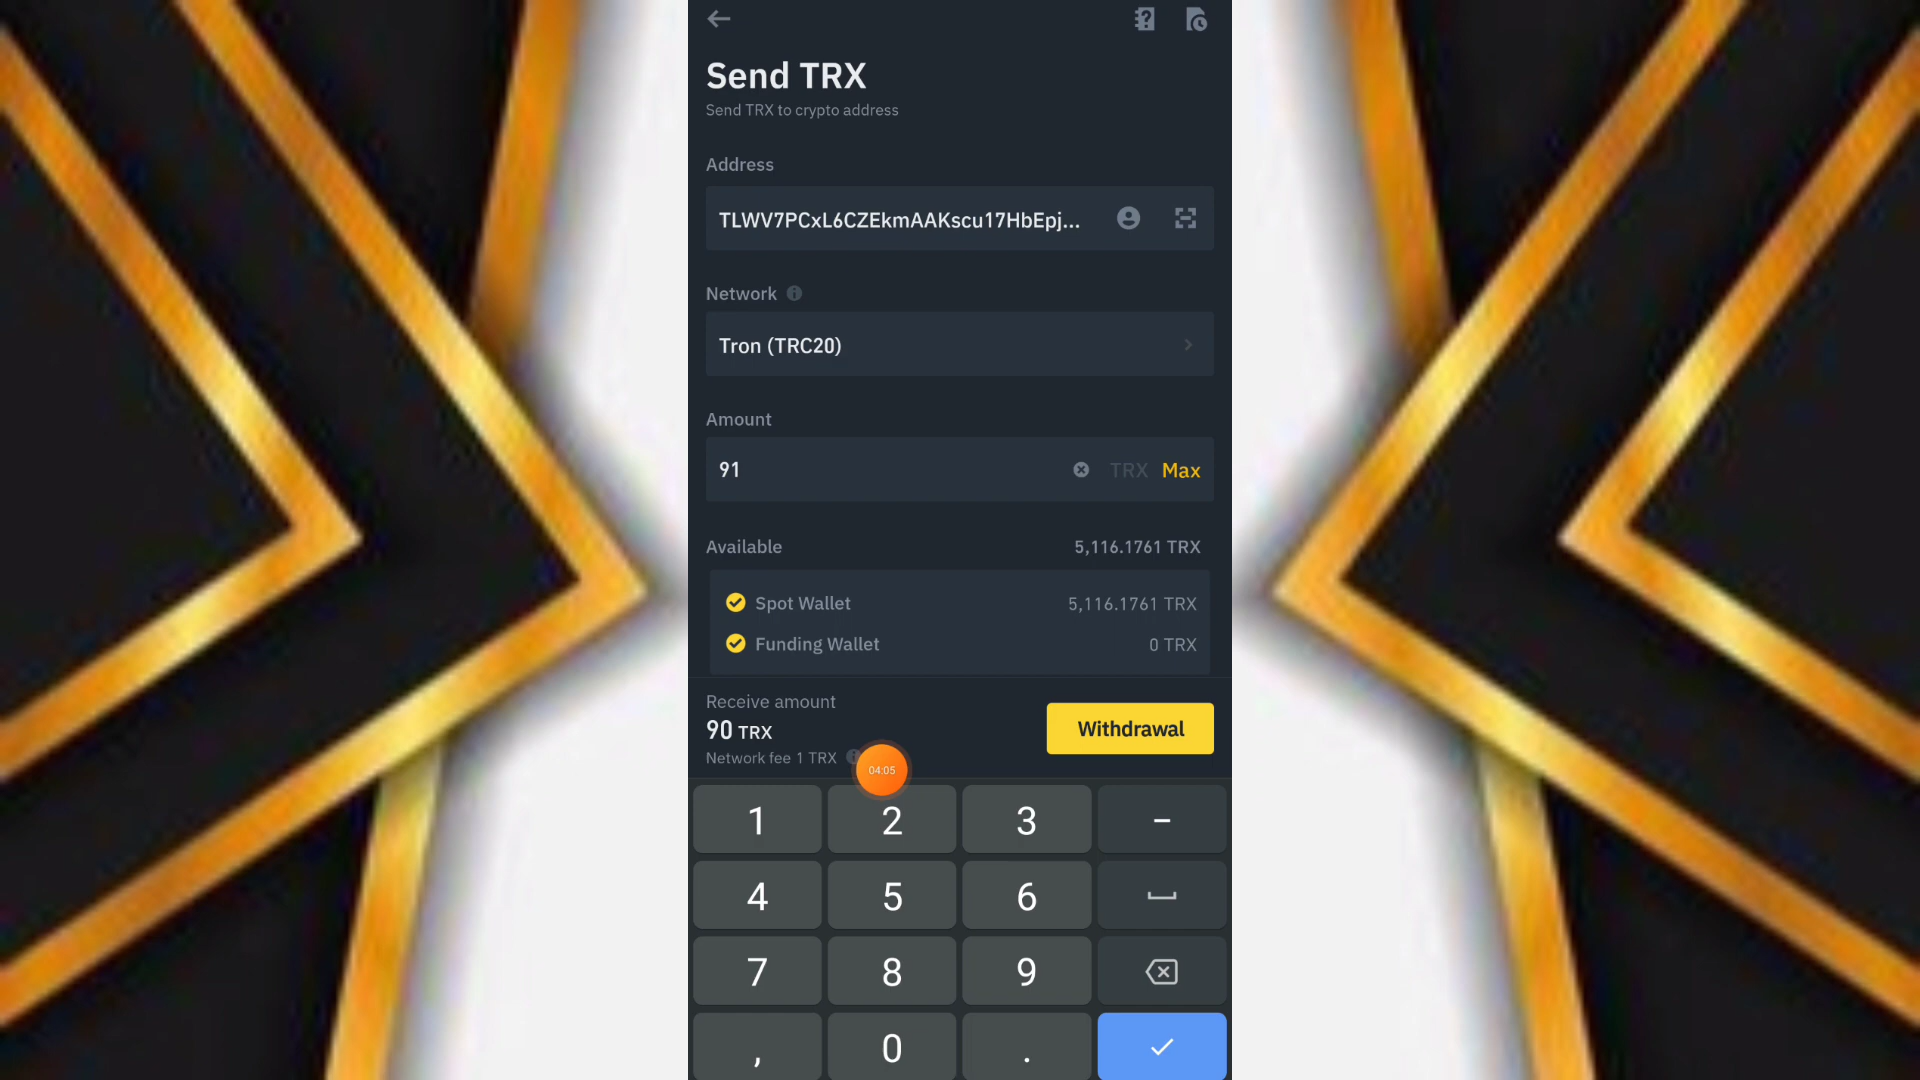 Send TRX
Send TRX to crypto address
Address
TLWV7PCxL6CZEkmAAKscu17HbEpj...
Network
Tron (TRC20)
Amount
91 TRX Max
Available 5,116.1761 TRX
Spot Wallet 5,116.1761 TRX
Funding Wallet 0 TRX
Receive amount
90 TRX
Withdrawal
Network fee 1 TRX
04:05
1 2 3 -
4 5 6
7 8 9
, 0 .